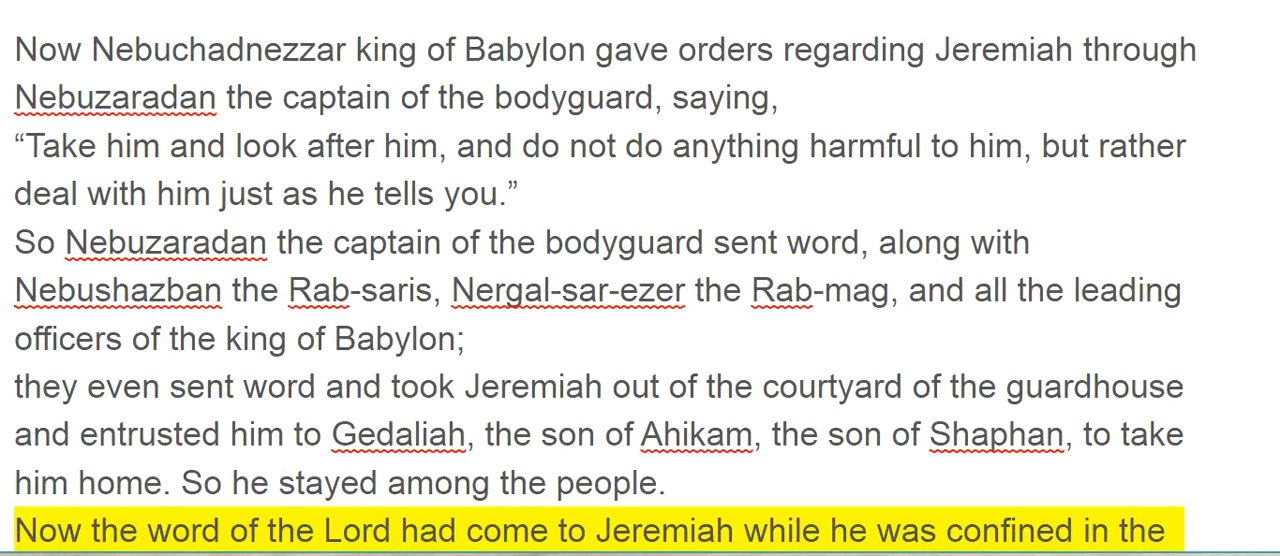 Now Nebuchadnezzar king of Babylon gave orders regarding Jeremiah through
Nebuzaradan the captain of the bodyguard, saying,
“Take him and look after him, and do not do anything harmful to him, but rather
deal with him just as he tells you.”
So Nebuzaradan the captain of the bodyguard sent word, along with
Nebushazban the Rab-saris, Nergal-sar-ezer the Rab-mag, and all the leading
officers of the king of Babylon;
they even sent word and took Jeremiah out of the courtyard of the guardhouse
and entrusted him to Gedaliah, the son of Ahikam, the son of Shaphan, to take
him home. So he stayed among the people.
Now the word of the Lord had come to Jeremiah while he was confined in the